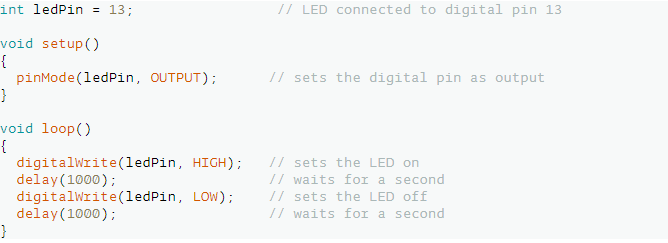 int ledPin = 13;                 // LED connected to digital pin 13

void setup()
{
  pinMode(ledPin, OUTPUT);      // sets the digital pin as output
}

void loop()
{
  digitalWrite(ledPin, HIGH);   // sets the LED on
  delay(1000);                  // waits for a second
  digitalWrite(ledPin, LOW);    // sets the LED off
  delay(1000);                  // waits for a second
}